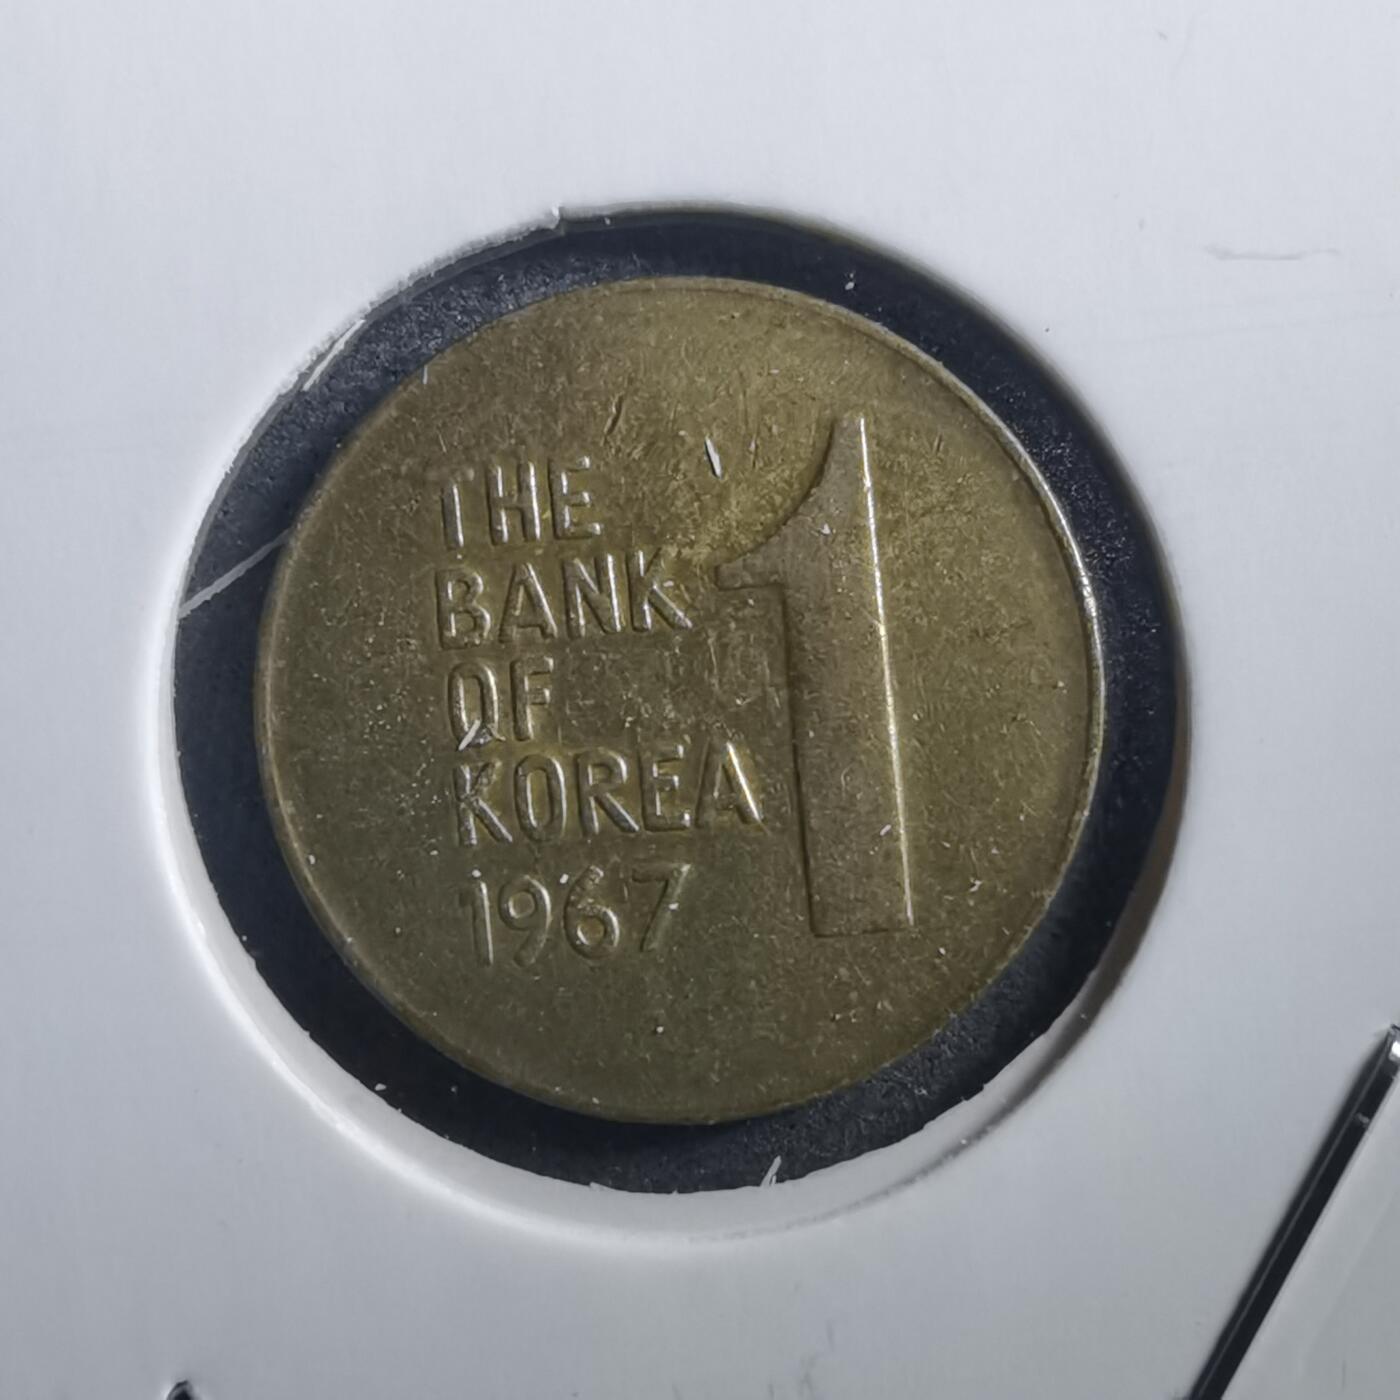 THE
BANK
OF
KOREA
1967
1